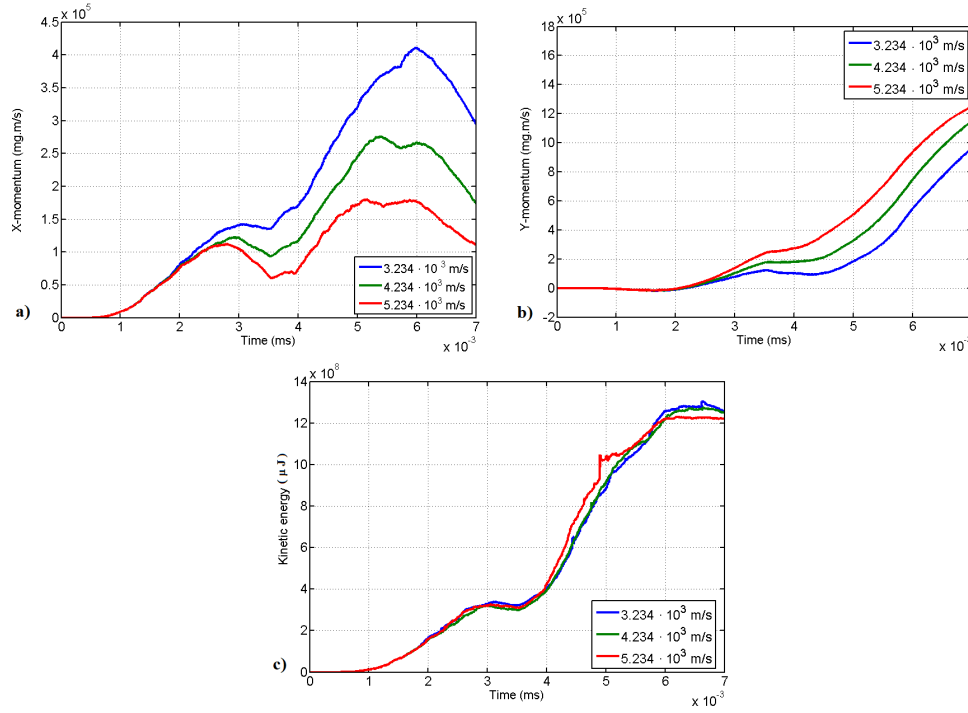 x 10^5
4.5
4
3.5
3
2.5
2
1.5
1
0.5
0
X-momentum (mg.m/s)
0 1 2 3 4 5 6 7
x 10^-3
Time (ms)
3.234 · 10^3 m/s
4.234 · 10^3 m/s
5.234 · 10^3 m/s
a)
x 10^5
18
16
14
12
10
8
6
4
2
0
-2
Y-momentum (mg.m/s)
0 1 2 3 4 5 6 7
x 10^-3
Time (ms)
3.234 · 10^3 m/s
4.234 · 10^3 m/s
5.234 · 10^3 m/s
b)
x 10^8
14
12
10
8
6
4
2
0
Kinetic energy (μJ)
0 1 2 3 4 5 6 7
x 10^-3
Time (ms)
3.234 · 10^3 m/s
4.234 · 10^3 m/s
5.234 · 10^3 m/s
c)